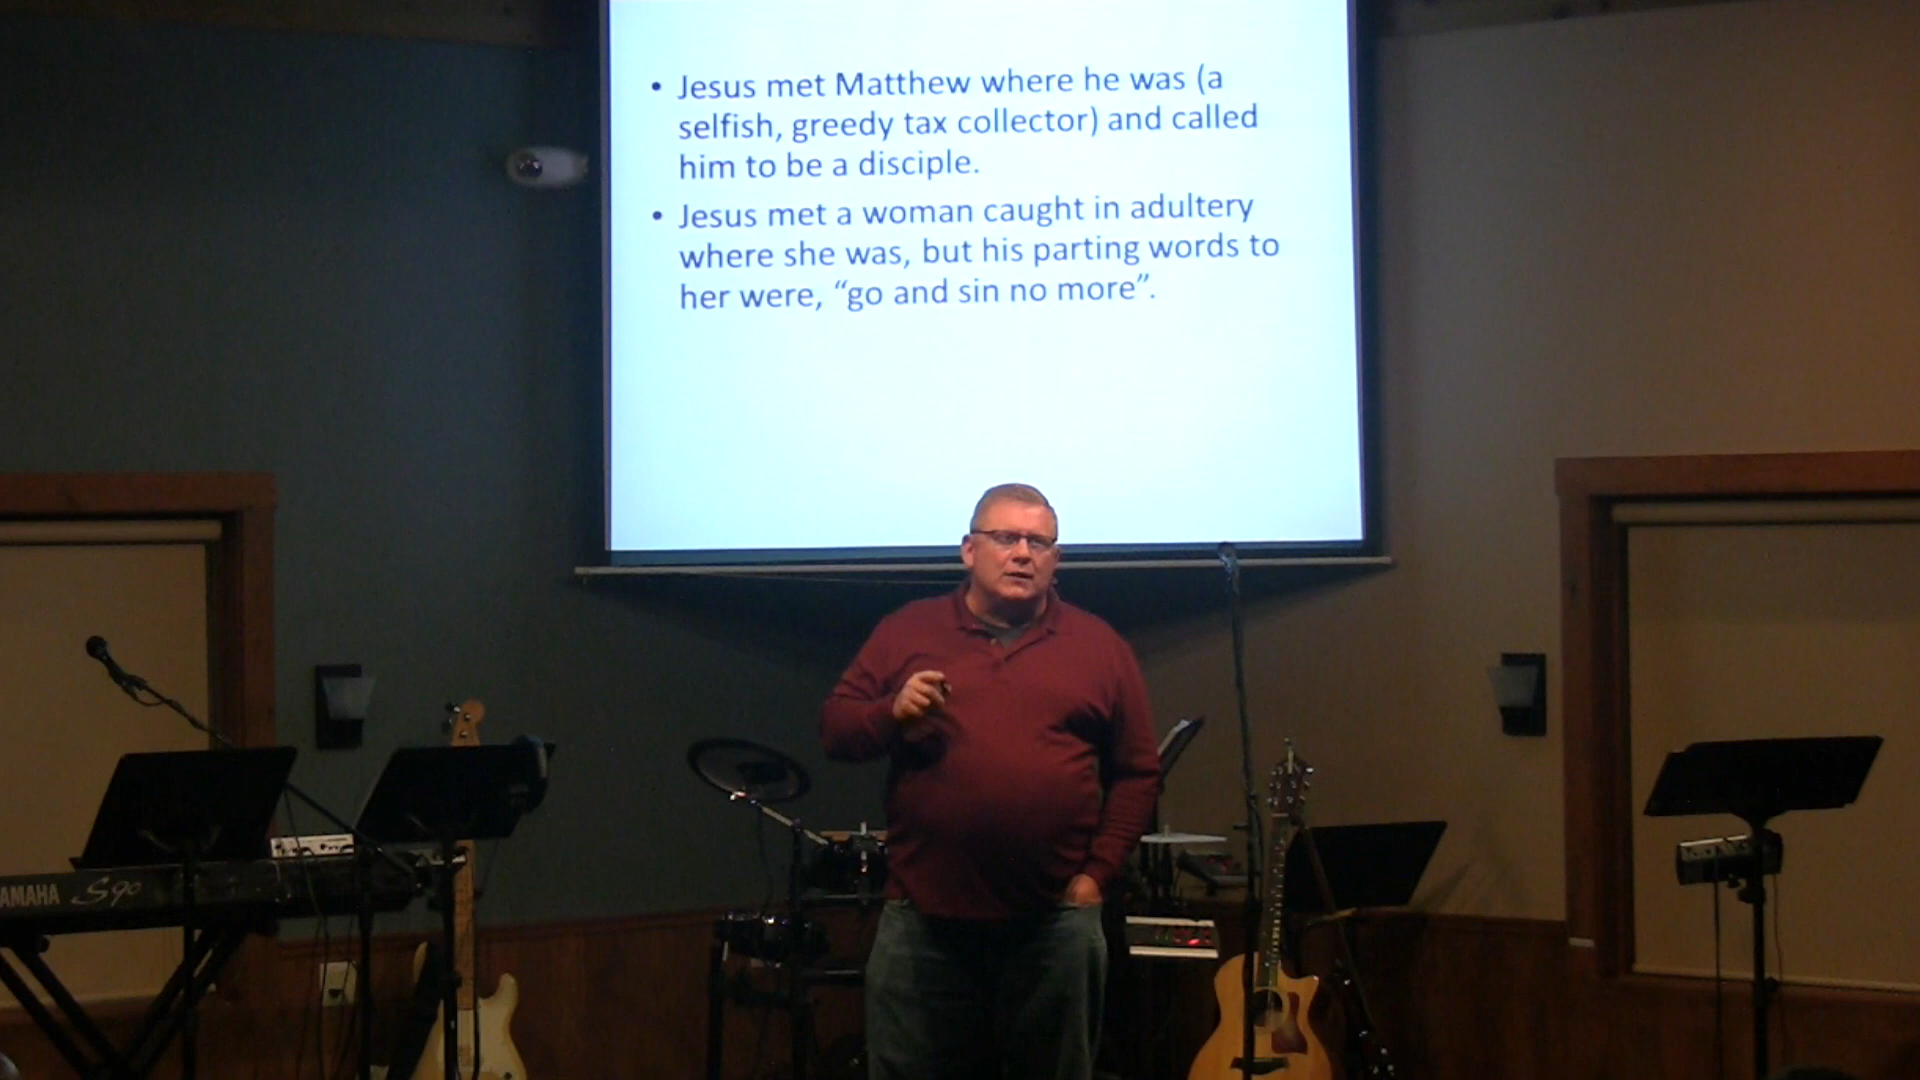 • Jesus met Matthew where he was (a
selfish, greedy tax collector) and called
him to be a disciple.
• Jesus met a woman caught in adultery
where she was, but his parting words to
her were, “go and sin no more”.
AMAHA S90